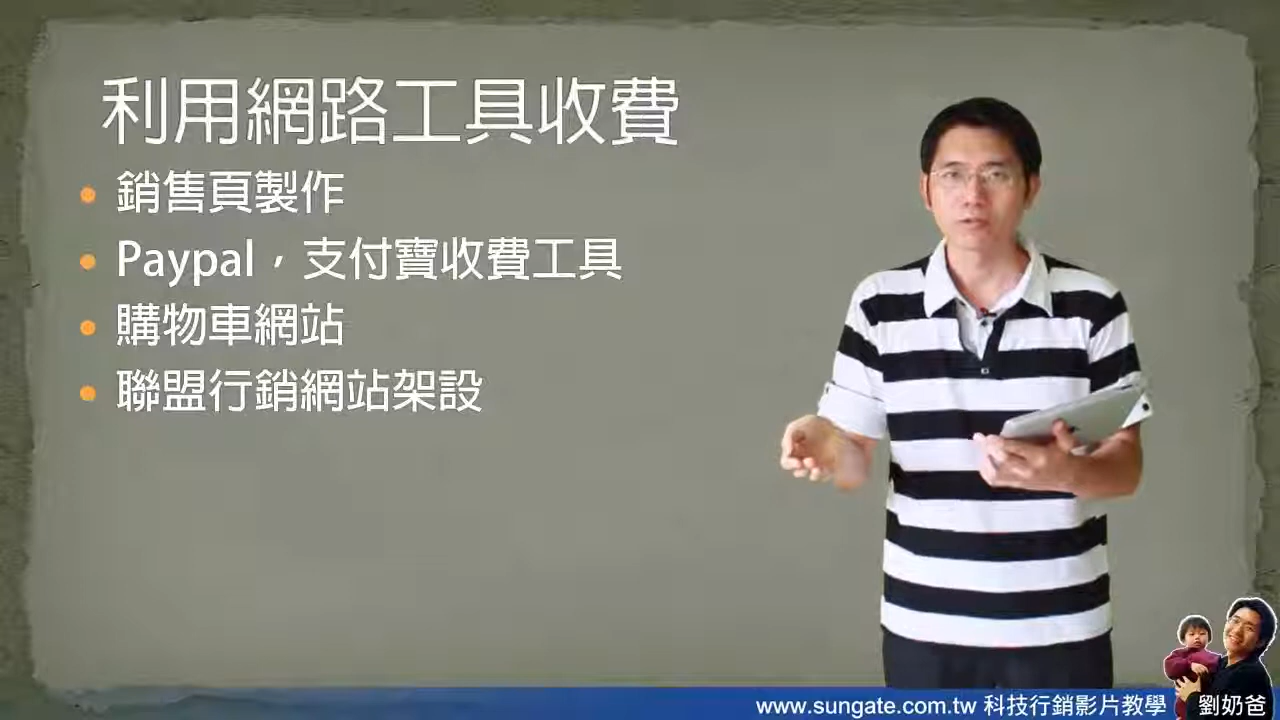 利用網路工具收費
銷售頁製作
Paypal，支付寶收費工具
購物車網站
聯盟行銷網站架設
www.sungate.com.tw 科技行銷影片教學
劉奶爸